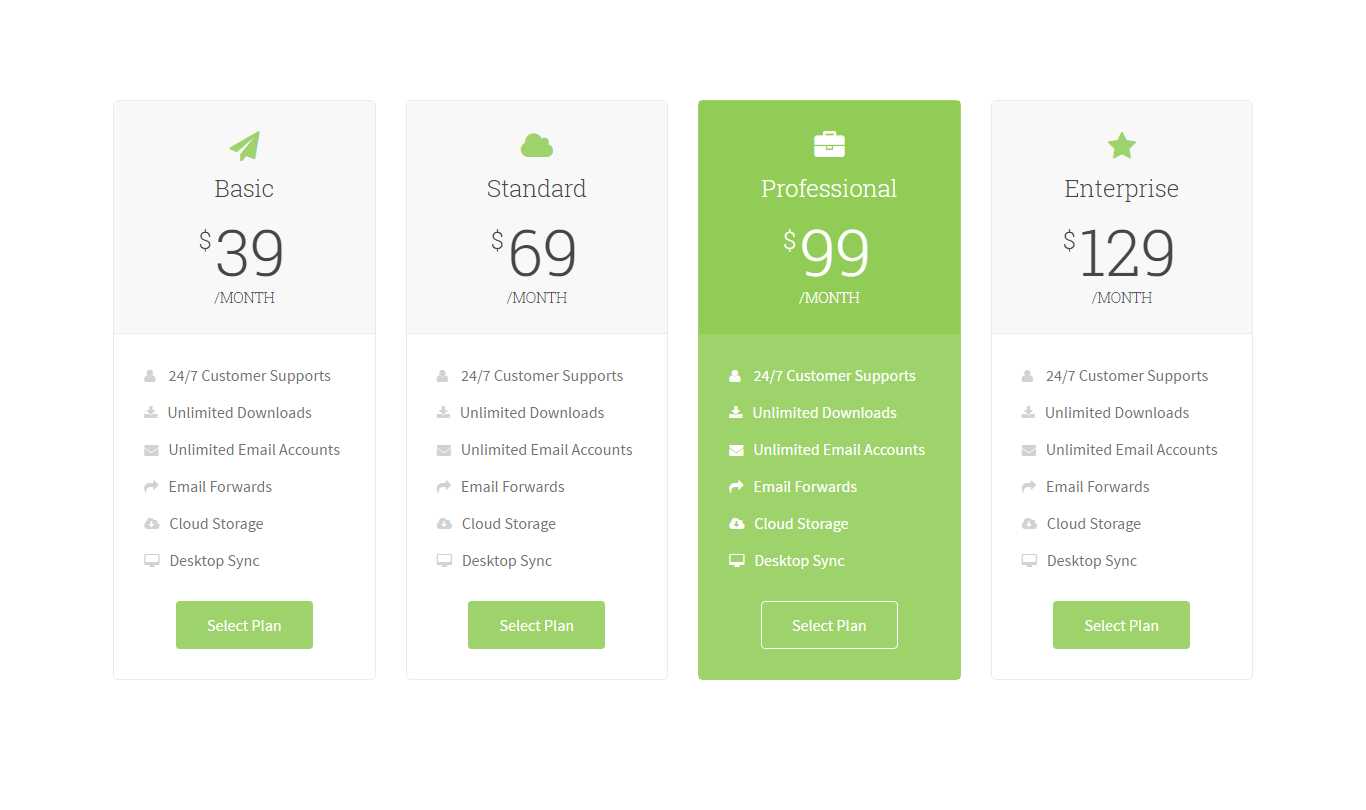 Basic
$39
/MONTH
24/7 Customer Supports
Unlimited Downloads
Unlimited Email Accounts
Email Forwards
Cloud Storage
Desktop Sync
Select Plan
Standard
$69
/MONTH
24/7 Customer Supports
Unlimited Downloads
Unlimited Email Accounts
Email Forwards
Cloud Storage
Desktop Sync
Select Plan
Professional
$99
/MONTH
24/7 Customer Supports
Unlimited Downloads
Unlimited Email Accounts
Email Forwards
Cloud Storage
Desktop Sync
Select Plan
Enterprise
$129
/MONTH
24/7 Customer Supports
Unlimited Downloads
Unlimited Email Accounts
Email Forwards
Cloud Storage
Desktop Sync
Select Plan